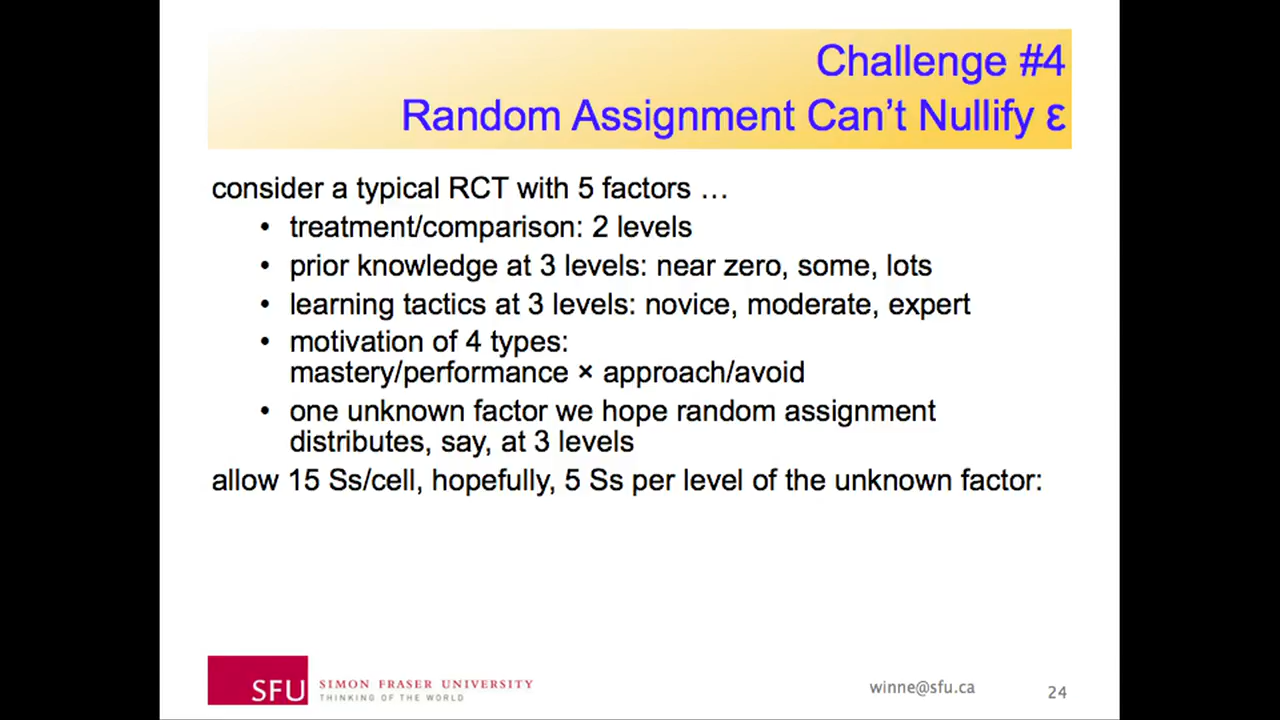 Challenge #4
Random Assignment Can't Nullify ε
consider a typical RCT with 5 factors …
• treatment/comparison: 2 levels
• prior knowledge at 3 levels: near zero, some, lots
• learning tactics at 3 levels: novice, moderate, expert
• motivation of 4 types:
mastery/performance × approach/avoid
• one unknown factor we hope random assignment
distributes, say, at 3 levels
allow 15 Ss/cell, hopefully, 5 Ss per level of the unknown factor:
SFU
SIMON FRASER UNIVERSITY
THINKING OF THE WORLD
winne@sfu.ca
24